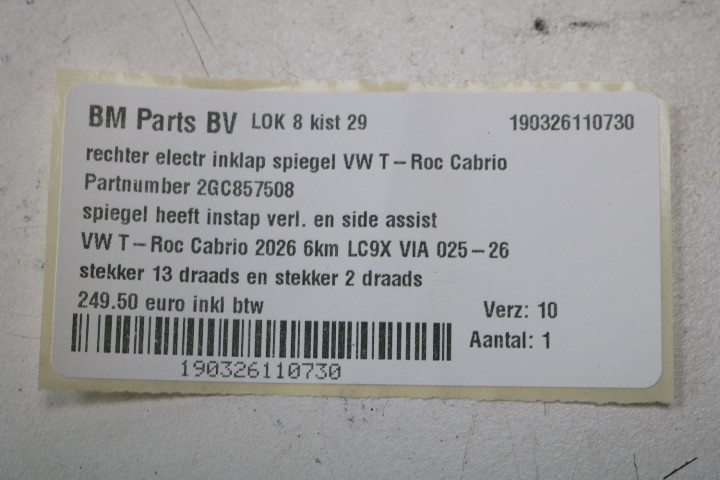 BM Parts BV LOK 8 kist 29 190326110730
rechter electr inklap spiegel VW T-Roc Cabrio
Partnumber 2GC857508
spiegel heeft instap verl. en side assist
VW T-Roc Cabrio 2026 6km LC9X VIA 025-26
stekker 13 draads en stekker 2 draads
249.50 euro inkl btw Verz: 10
Aantal: 1
190326110730